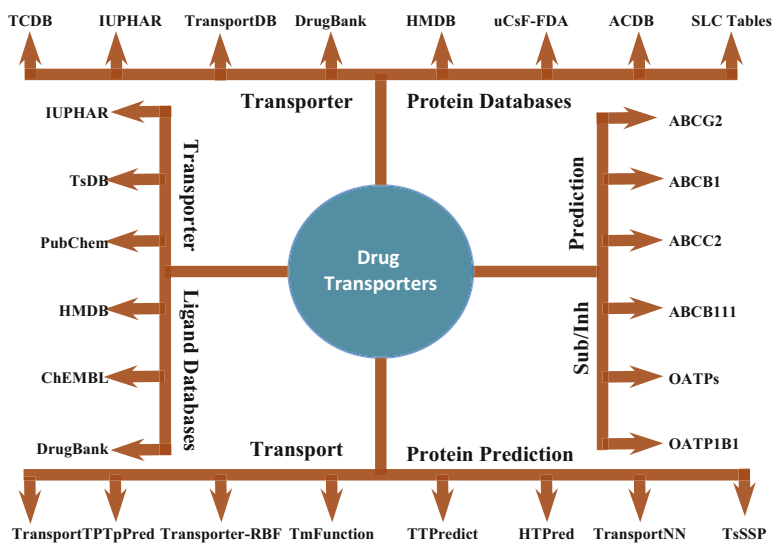 TCDB IUPHAR TransportDB DrugBank HMDB uCsF-FDA ACDB SLC Tables
Transporter Protein Databases
IUPHAR
TsDB
PubChem
HMDB
ChEMBL
DrugBank
Transporter
Ligand Databases
Drug
Transporters
Prediction
Sub/Inh
ABCG2
ABCB1
ABCC2
ABCB111
OATPs
OATP1B1
Transport Protein Prediction
TransportTPTpPred Transporter-RBF TmFunction TTPredict HTPred TransportNN TsSSP